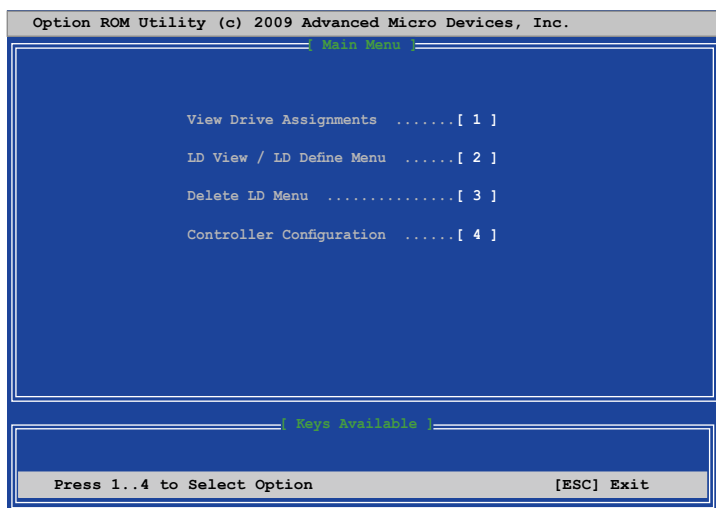 Option ROM Utility (c) 2009 Advanced Micro Devices, Inc.
[ Main Menu ]
View Drive Assignments .......[ 1 ]
LD View / LD Define Menu ......[ 2 ]
Delete LD Menu ...............[ 3 ]
Controller Configuration ......[ 4 ]
[ Keys Available ]
Press 1..4 to Select Option [ESC] Exit